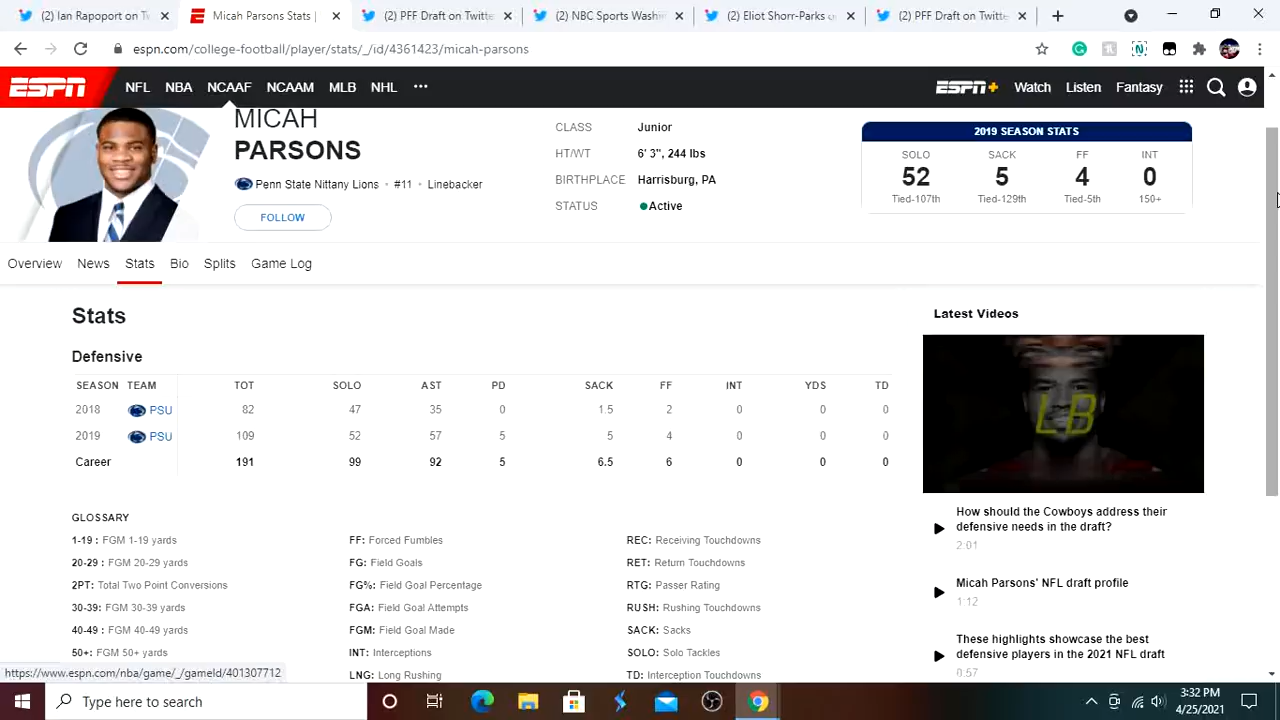 (2) Ian Rapoport on T
Micah Parsons Stats |
(2) PFF Draft on Twitte
(2) NBC Sports Washi
(2) Eliot Shorr-Parks o
(2) PFF Draft on Twitte
espn.com/college-football/player/stats/_/id/4361423/micah-parsons
ESPN NFL NBA NCAAF NCAAM MLB NHL ESPN+ Watch Listen Fantasy
MICAH
PARSONS
Penn State Nittany Lions • #11 • Linebacker
FOLLOW
CLASS Junior
HT/WT 6' 3", 244 lbs
BIRTHPLACE Harrisburg, PA
STATUS Active
2019 SEASON STATS
SOLO SACK FF INT
52 5 4 0
Tied-107th Tied-129th Tied-5th 150+
Overview News Stats Bio Splits Game Log
Stats
Defensive
SEASON TEAM TOT SOLO AST PD SACK FF INT YDS TD
2018 PSU 82 47 35 0 1.5 2 0 0 0
2019 PSU 109 52 57 5 5 4 0 0 0
Career 191 99 92 5 6.5 6 0 0 0
GLOSSARY
1-19 : FGM 1-19 yards
20-29 : FGM 20-29 yards
2PT: Total Two Point Conversions
30-39: FGM 30-39 yards
40-49 : FGM 40-49 yards
50+: FGM 50+ yards
FF: Forced Fumbles
FG: Field Goals
FG%: Field Goal Percentage
FGA: Field Goal Attempts
FGM: Field Goal Made
INT: Interceptions
LNG: Long Rushing
REC: Receiving Touchdowns
RET: Return Touchdowns
RTG: Passer Rating
RUSH: Rushing Touchdowns
SACK: Sacks
SOLO: Solo Tackles
TD: Interception Touchdowns
Latest Videos
LB
How should the Cowboys address their
defensive needs in the draft?
2:01
Micah Parsons' NFL draft profile
1:12
These highlights showcase the best
defensive players in the 2021 NFL draft
0:57
https://www.espn.com/nba/game/_/gameId/401307712
Type here to search
3:32 PM
4/25/2021